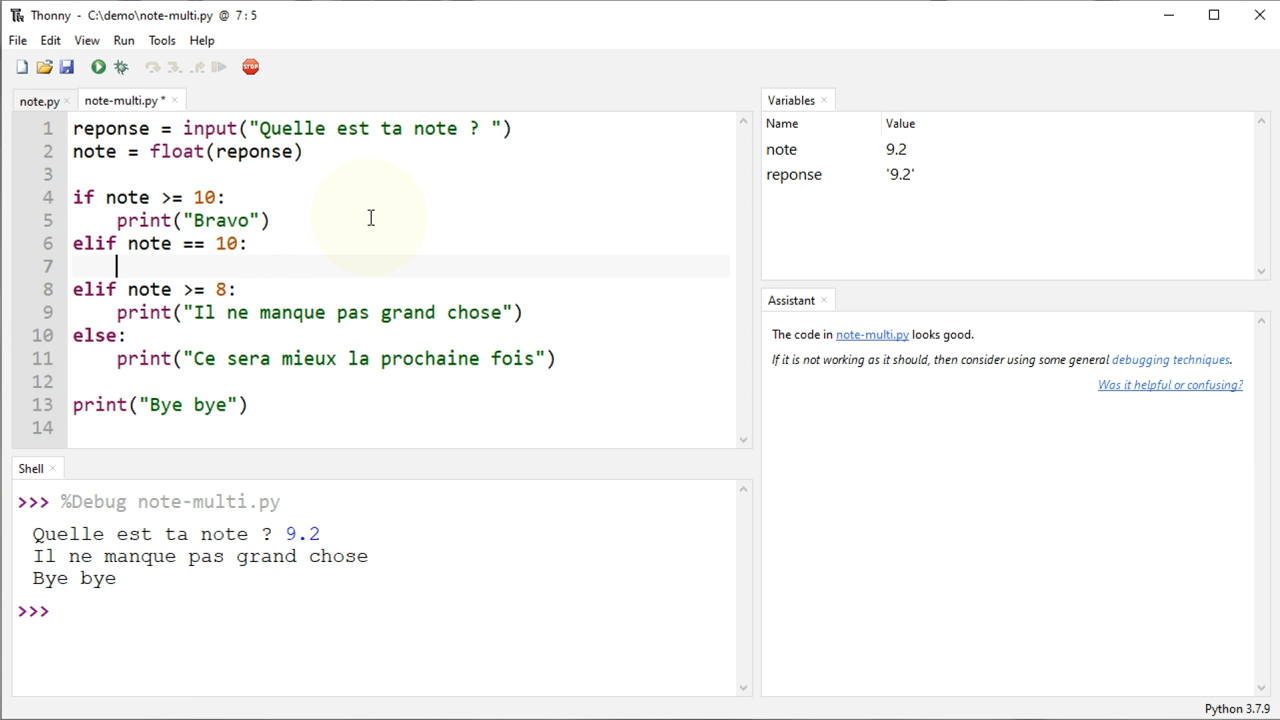 Thonny - C:\demo\note-multi.py @ 7:5
File Edit View Run Tools Help
STOP
note.py × note-multi.py * ×
1 reponse = input("Quelle est ta note ? ")
2 note = float(reponse)
3
4 if note >= 10:
5     print("Bravo")
6 elif note == 10:
7
8 elif note >= 8:
9     print("Il ne manque pas grand chose")
10 else:
11     print("Ce sera mieux la prochaine fois")
12
13 print("Bye bye")
14
Variables ×
Name Value
note 9.2
reponse '9.2'
Assistant ×
The code in note-multi.py looks good.
If it is not working as it should, then consider using some general debugging techniques.
Was it helpful or confusing?
Shell ×
>>> %Debug note-multi.py
Quelle est ta note ? 9.2
Il ne manque pas grand chose
Bye bye
>>>
Python 3.7.9